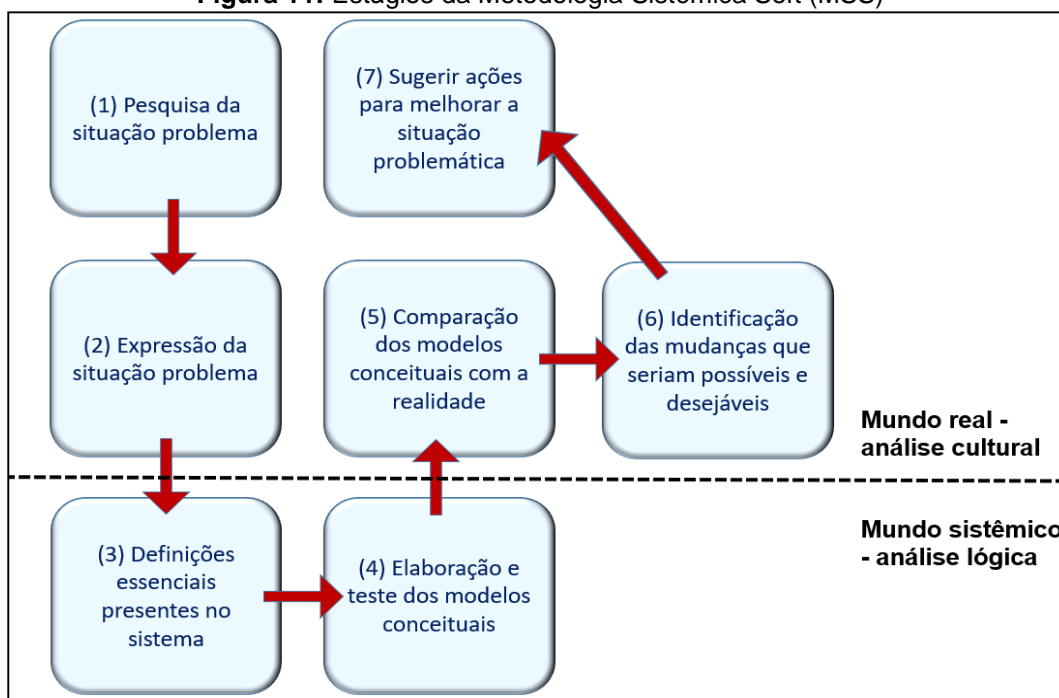 Figura Estágios da Metodologia Sistêmica Soft (MSS)
(1) Pesquisa da
situação problema
(7) Sugerir ações
para melhorar a
situação
problemática
(2) Expressão da
situação problema
(5) Comparação
dos modelos
conceituais com a
realidade
(6) Identificação
das mudanças que
seriam possíveis e
desejáveis
Mundo real -
análise cultural
(3) Definições
essenciais
presentes no
sistema
(4) Elaboração e
teste dos modelos
conceituais
Mundo sistêmico
- análise lógica